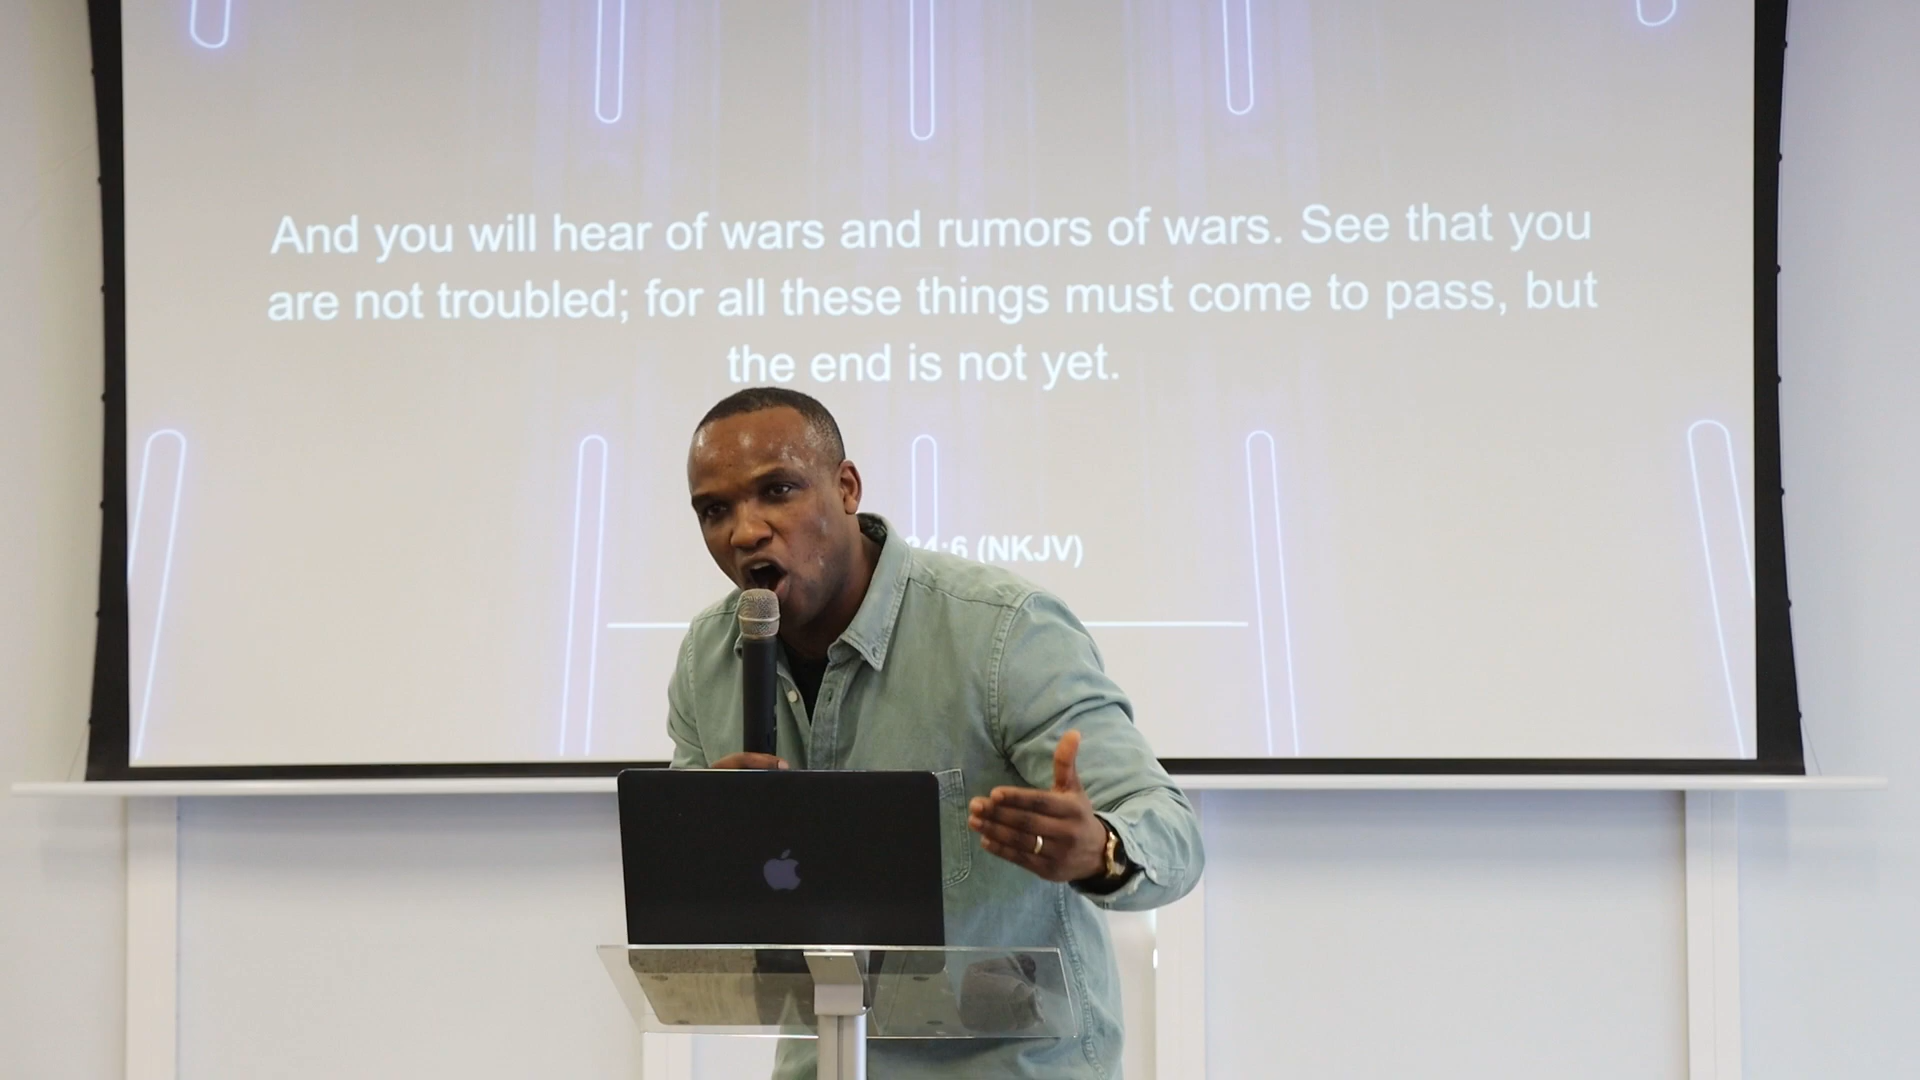 And you will hear of wars and rumors of wars. See that you
are not troubled; for all these things must come to pass, but
the end is not yet.
24:6 (NKJV)